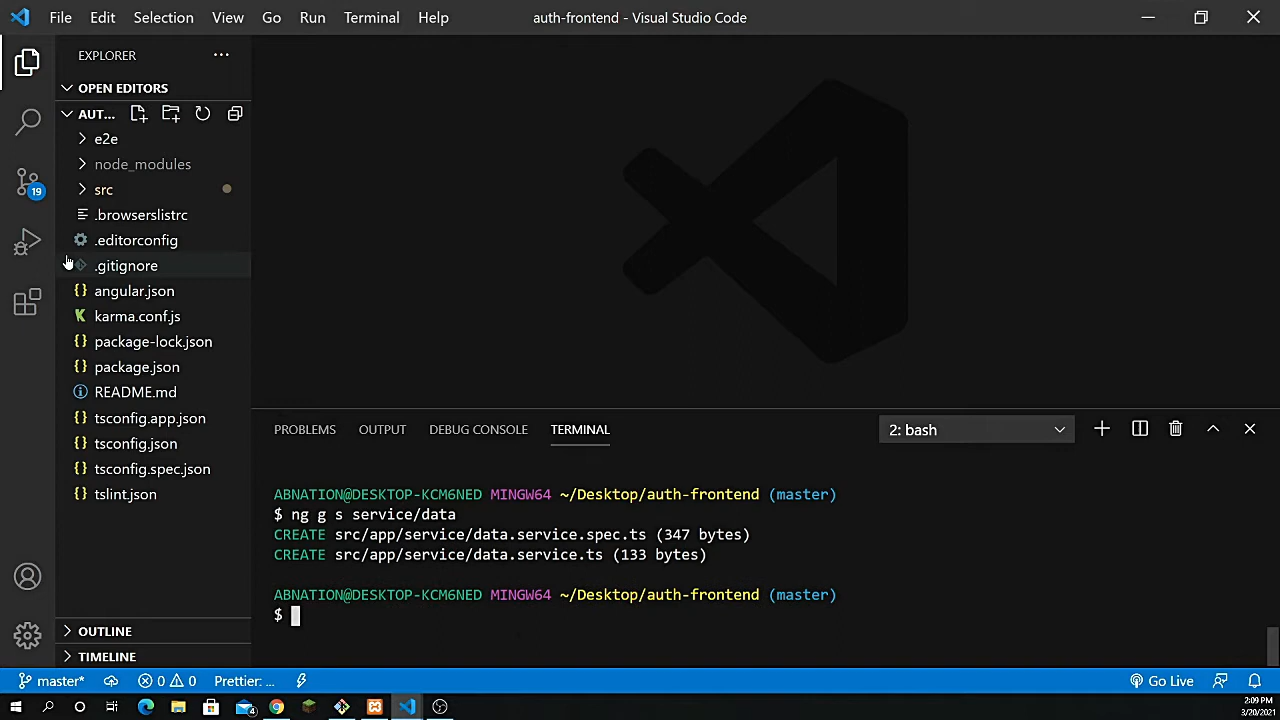 File Edit Selection View Go Run Terminal Help auth-frontend - Visual Studio Code
EXPLORER
OPEN EDITORS
AUT...
e2e
node_modules
src
19
.browserslistrc
.editorconfig
.gitignore
angular.json
karma.conf.js
package-lock.json
package.json
README.md
tsconfig.app.json
tsconfig.json
tsconfig.spec.json
tslint.json
OUTLINE
TIMELINE
PROBLEMS OUTPUT DEBUG CONSOLE TERMINAL 2: bash
ABNATION@DESKTOP-KCM6NED MINGW64 ~/Desktop/auth-frontend (master)
$ ng g s service/data
CREATE src/app/service/data.service.spec.ts (347 bytes)
CREATE src/app/service/data.service.ts (133 bytes)
ABNATION@DESKTOP-KCM6NED MINGW64 ~/Desktop/auth-frontend (master)
$
master* 0 0 Prettier: ... Go Live
4
2:09 PM
3/20/2021